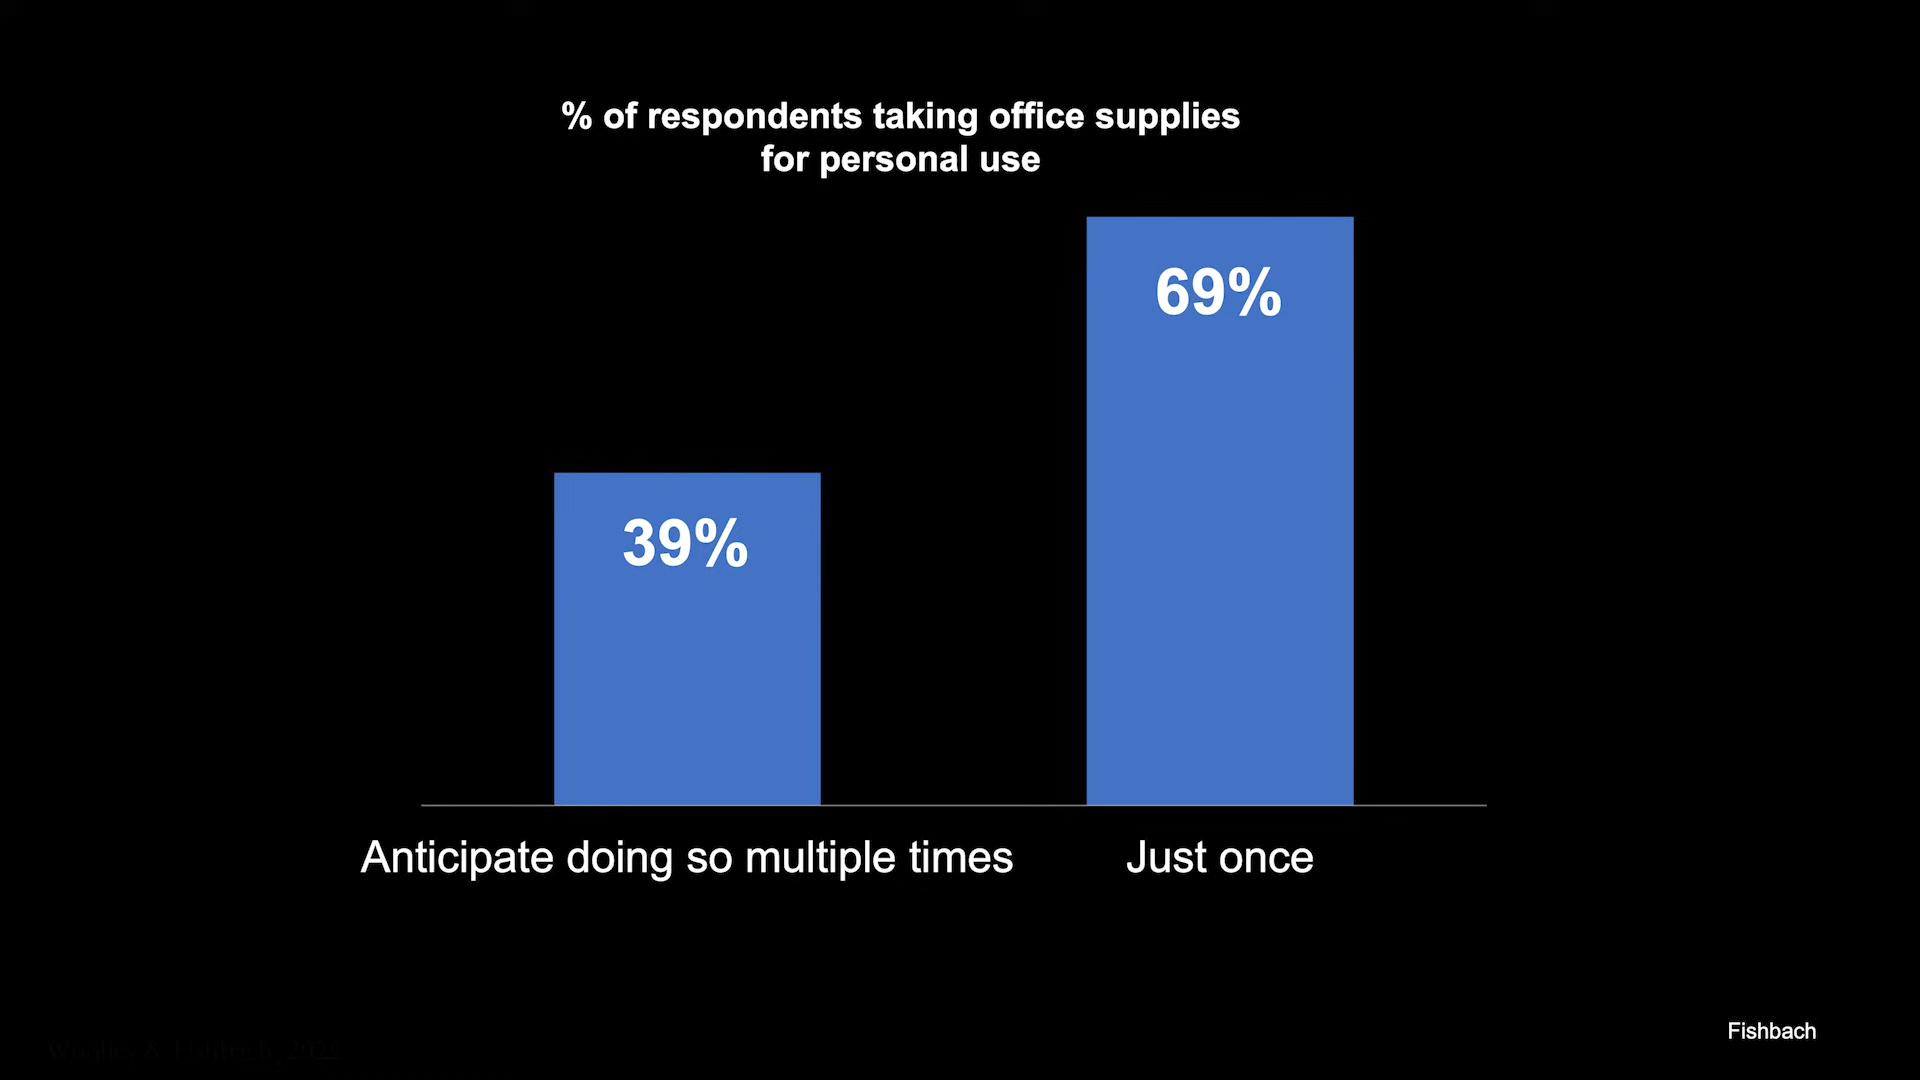 % of respondents taking office supplies
for personal use
69%
39%
Anticipate doing so multiple times
Just once
Fishbach